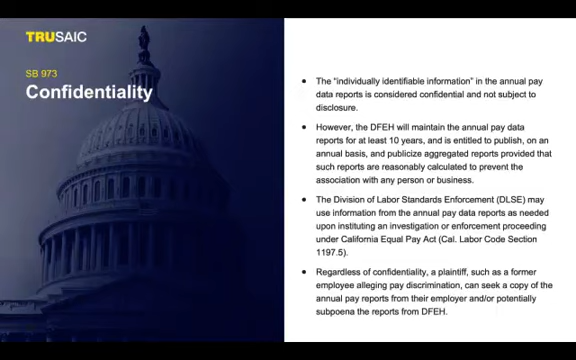 TRUSAIC
SB 973
Confidentiality
• The "individually identifiable information" in the annual pay
data reports is considered confidential and not subject to
disclosure.
• However, the DFEH will maintain the annual pay data
reports for at least 10 years, and is entitled to publish, on an
annual basis, and publicize aggregated reports provided that
such reports are reasonably calculated to prevent the
association with any person or business.
• The Division of Labor Standards Enforcement (DLSE) may
use information from the annual pay data reports as needed
upon instituting an investigation or enforcement proceeding
under California Equal Pay Act (Cal. Labor Code Section
1197.5).
• Regardless of confidentiality, a plaintiff, such as a former
employee alleging pay discrimination, can seek a copy of the
annual pay reports from their employer and/or potentially
subpoena the reports from DFEH.